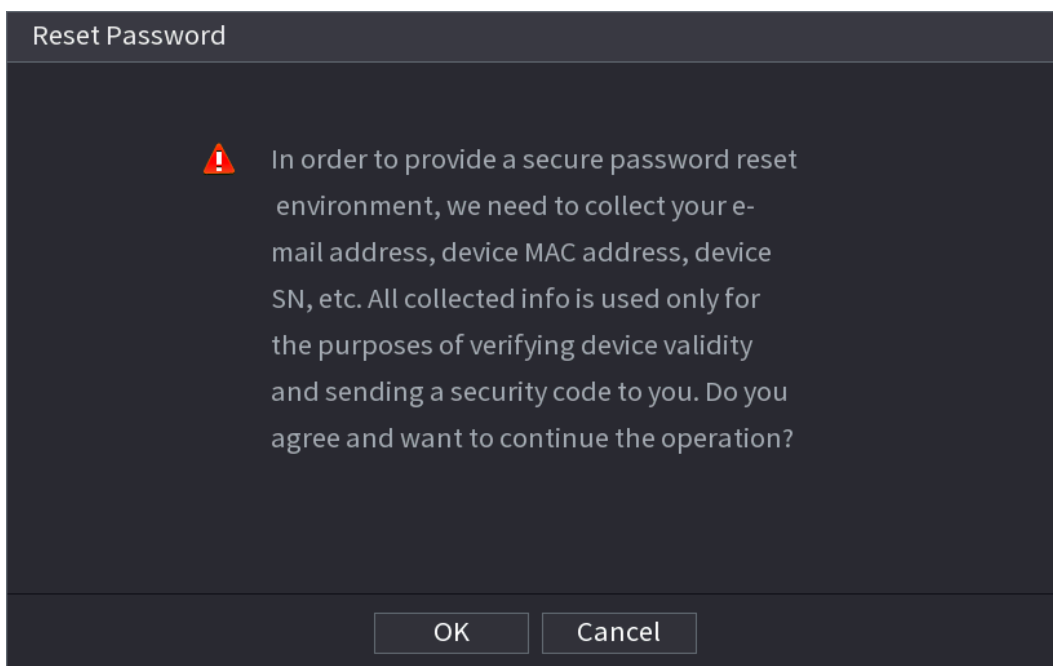 Reset Password
In order to provide a secure password reset
environment, we need to collect your e-
mail address, device MAC address, device
SN, etc. All collected info is used only for
the purposes of verifying device validity
and sending a security code to you. Do you
agree and want to continue the operation?
OK Cancel